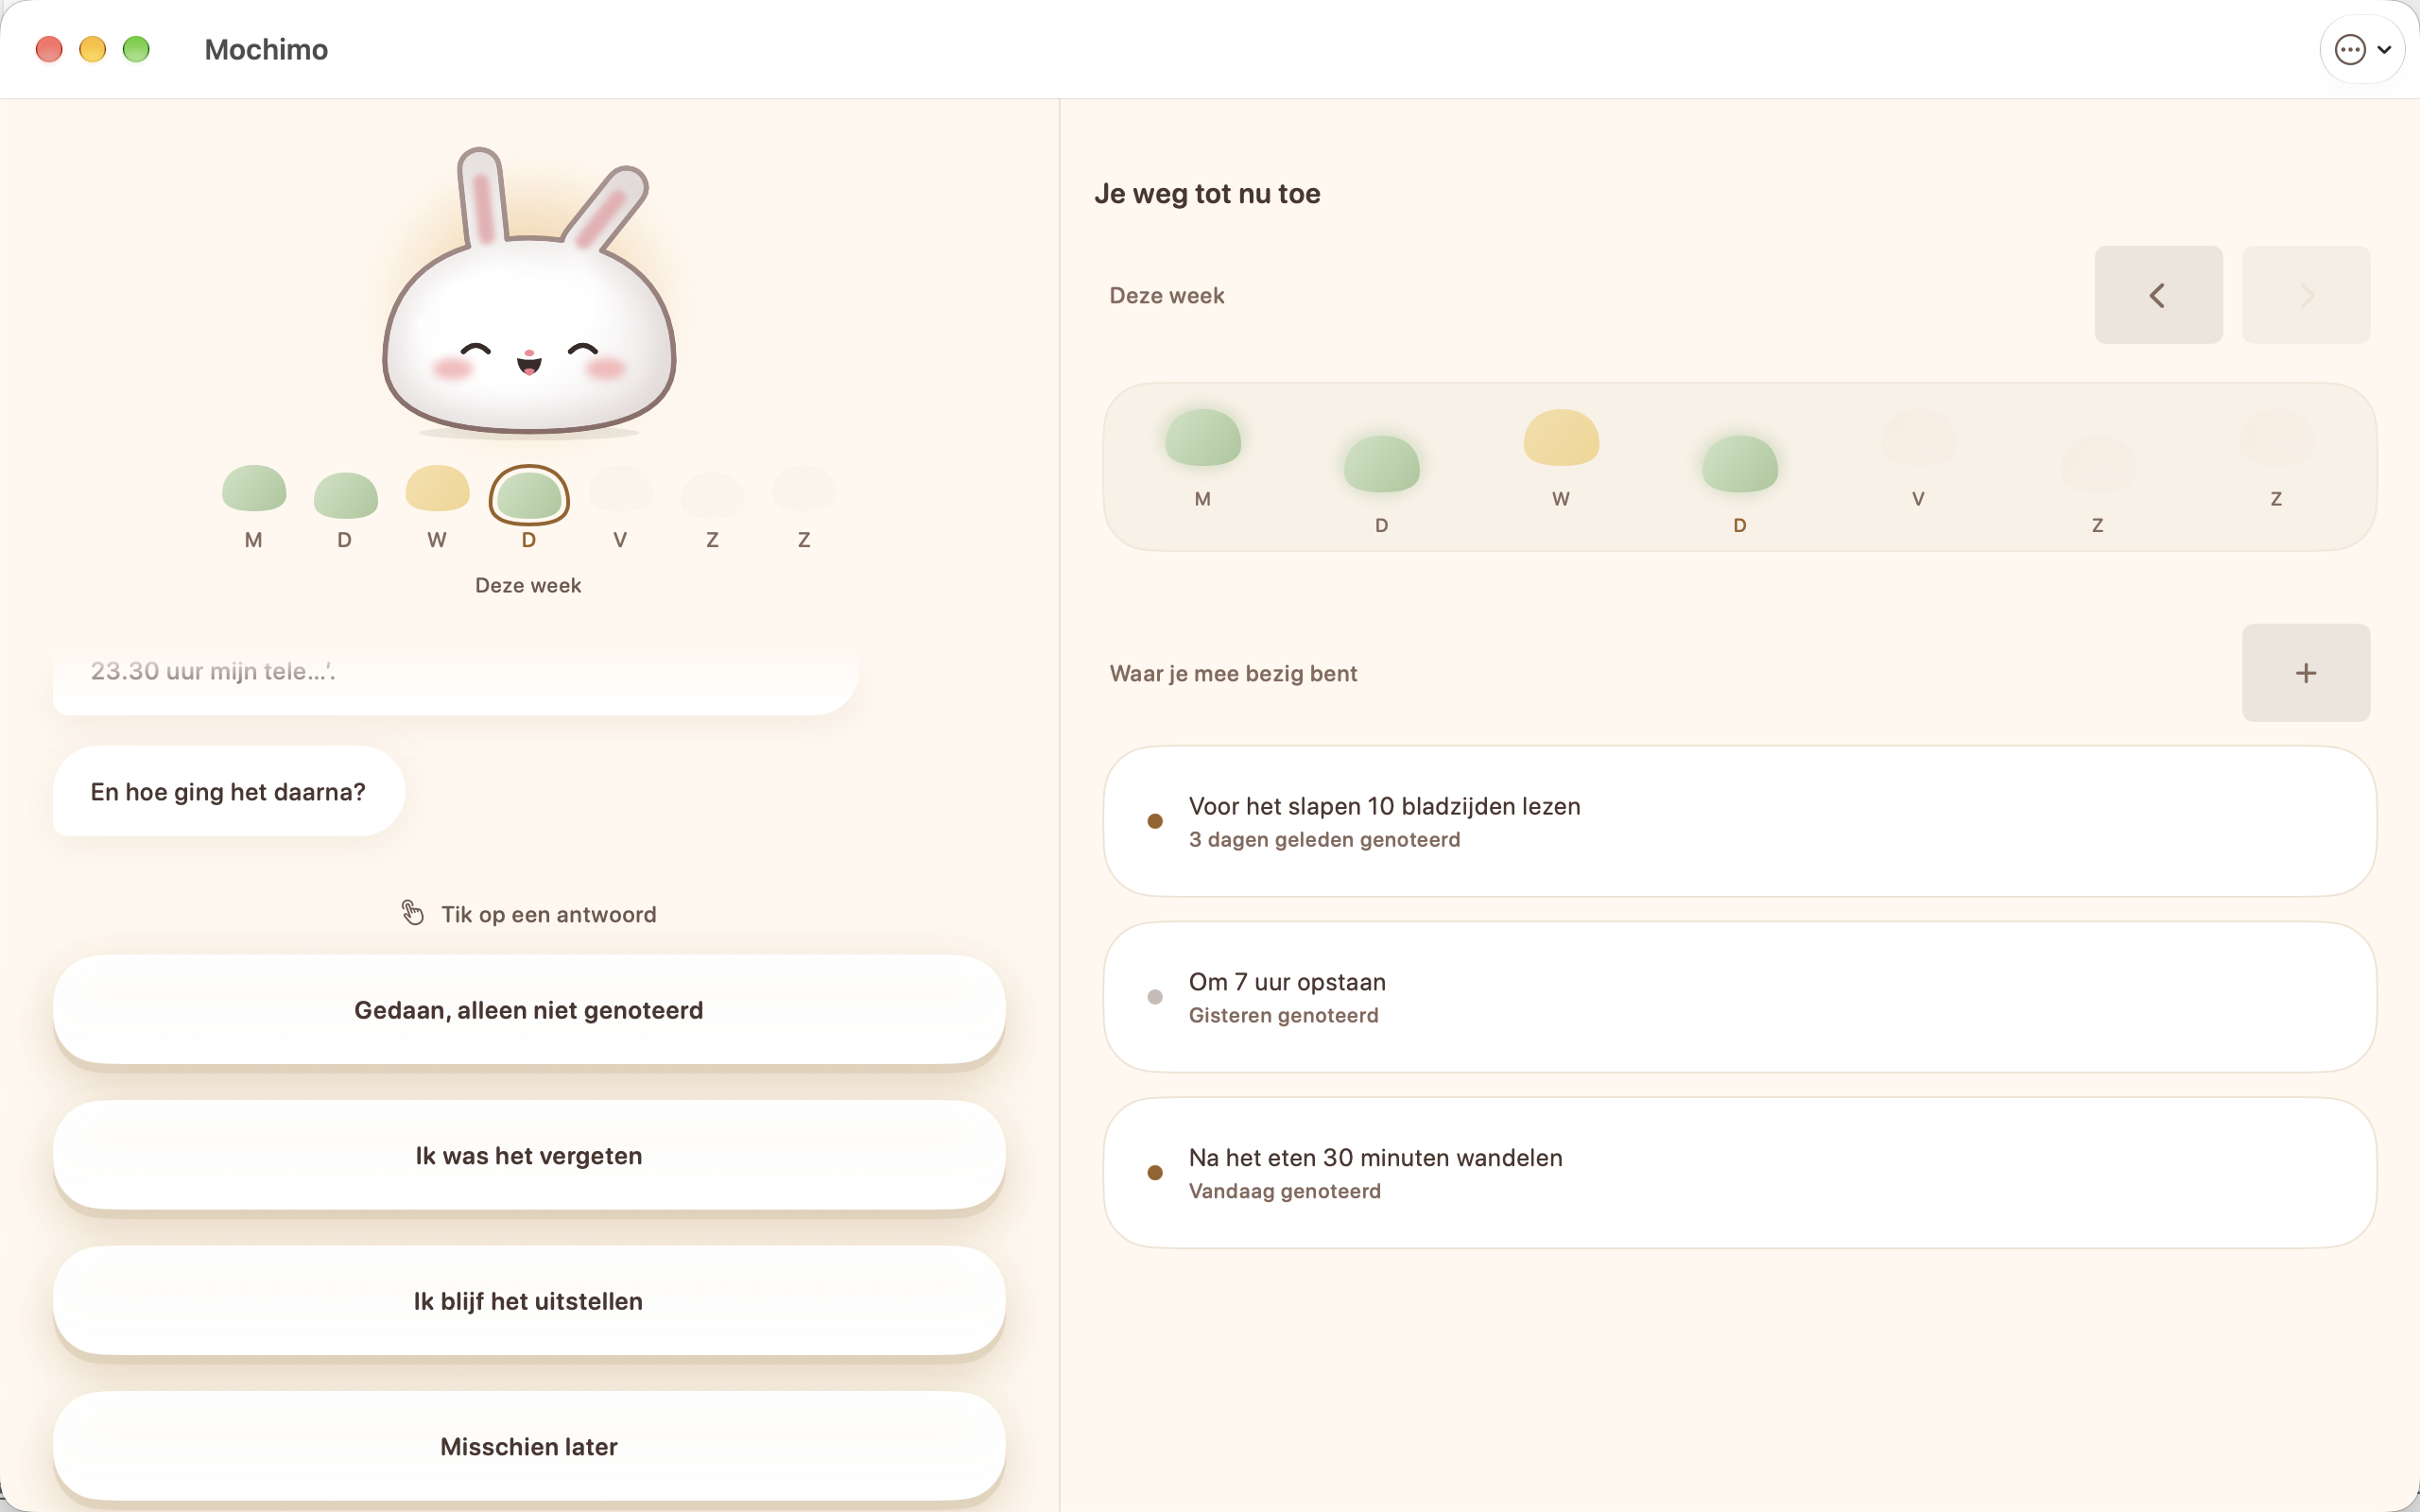 Mochimo
M D W D V Z Z
Deze week
23.30 uur mijn tele...'.
En hoe ging het daarna?
Tik op een antwoord
Gedaan, alleen niet genoteerd
Ik was het vergeten
Ik blijf het uitstellen
Misschien later
Je weg tot nu toe
Deze week
M D W D V Z Z
Waar je mee bezig bent
Voor het slapen 10 bladzijden lezen
3 dagen geleden genoteerd
Om 7 uur opstaan
Gisteren genoteerd
Na het eten 30 minuten wandelen
Vandaag genoteerd